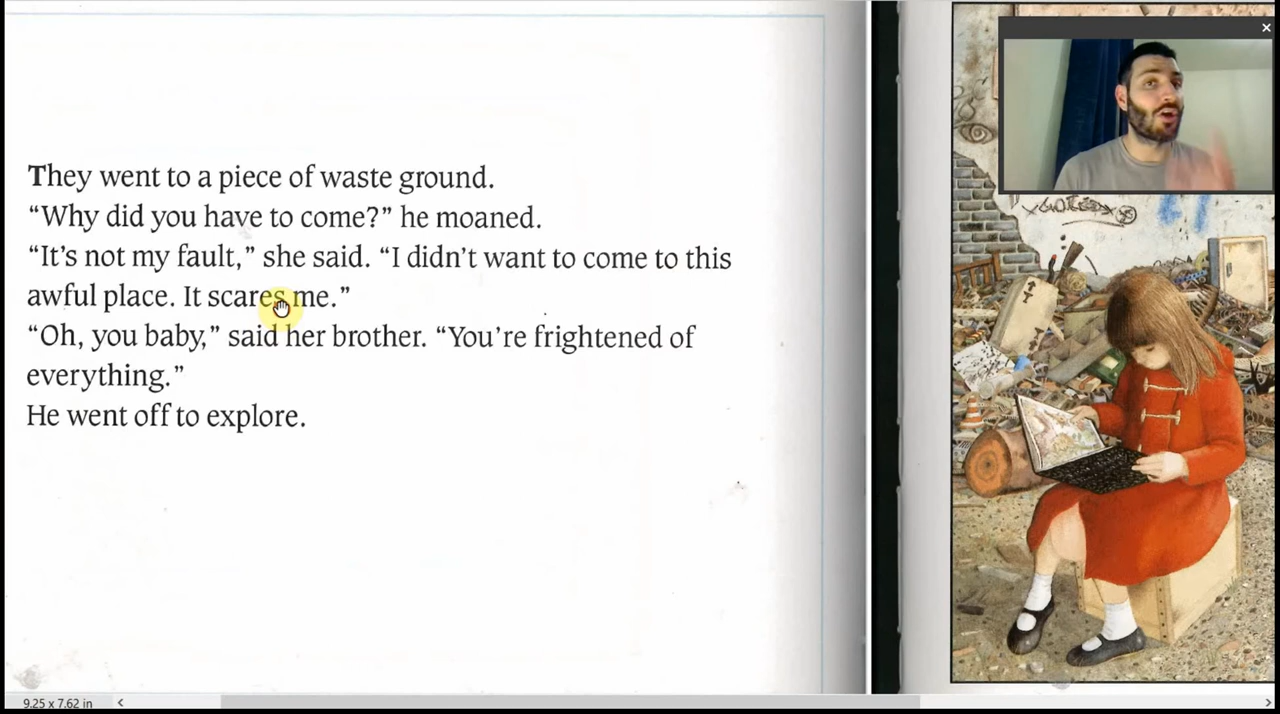 They went to a piece of waste ground.
“Why did you have to come?” he moaned.
“It’s not my fault,” she said. “I didn’t want to come to this
awful place. It scares me.”
“Oh, you baby,” said her brother. “You’re frightened of
everything.”
He went off to explore.
9.25 x 7.62 in